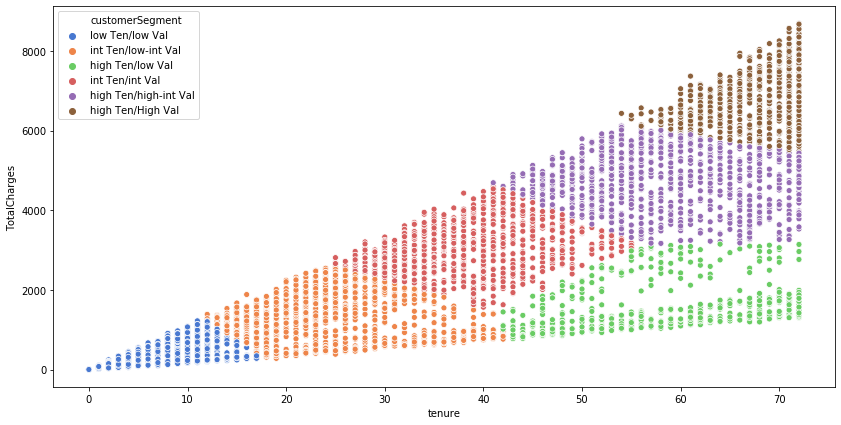 customerSegment
low Ten/low Val
int Ten/low-int Val
high Ten/low Val
int Ten/int Val
high Ten/high-int Val
high Ten/High Val
TotalCharges
8000
6000
4000
2000
0
0 10 20 30 40 50 60 70
tenure